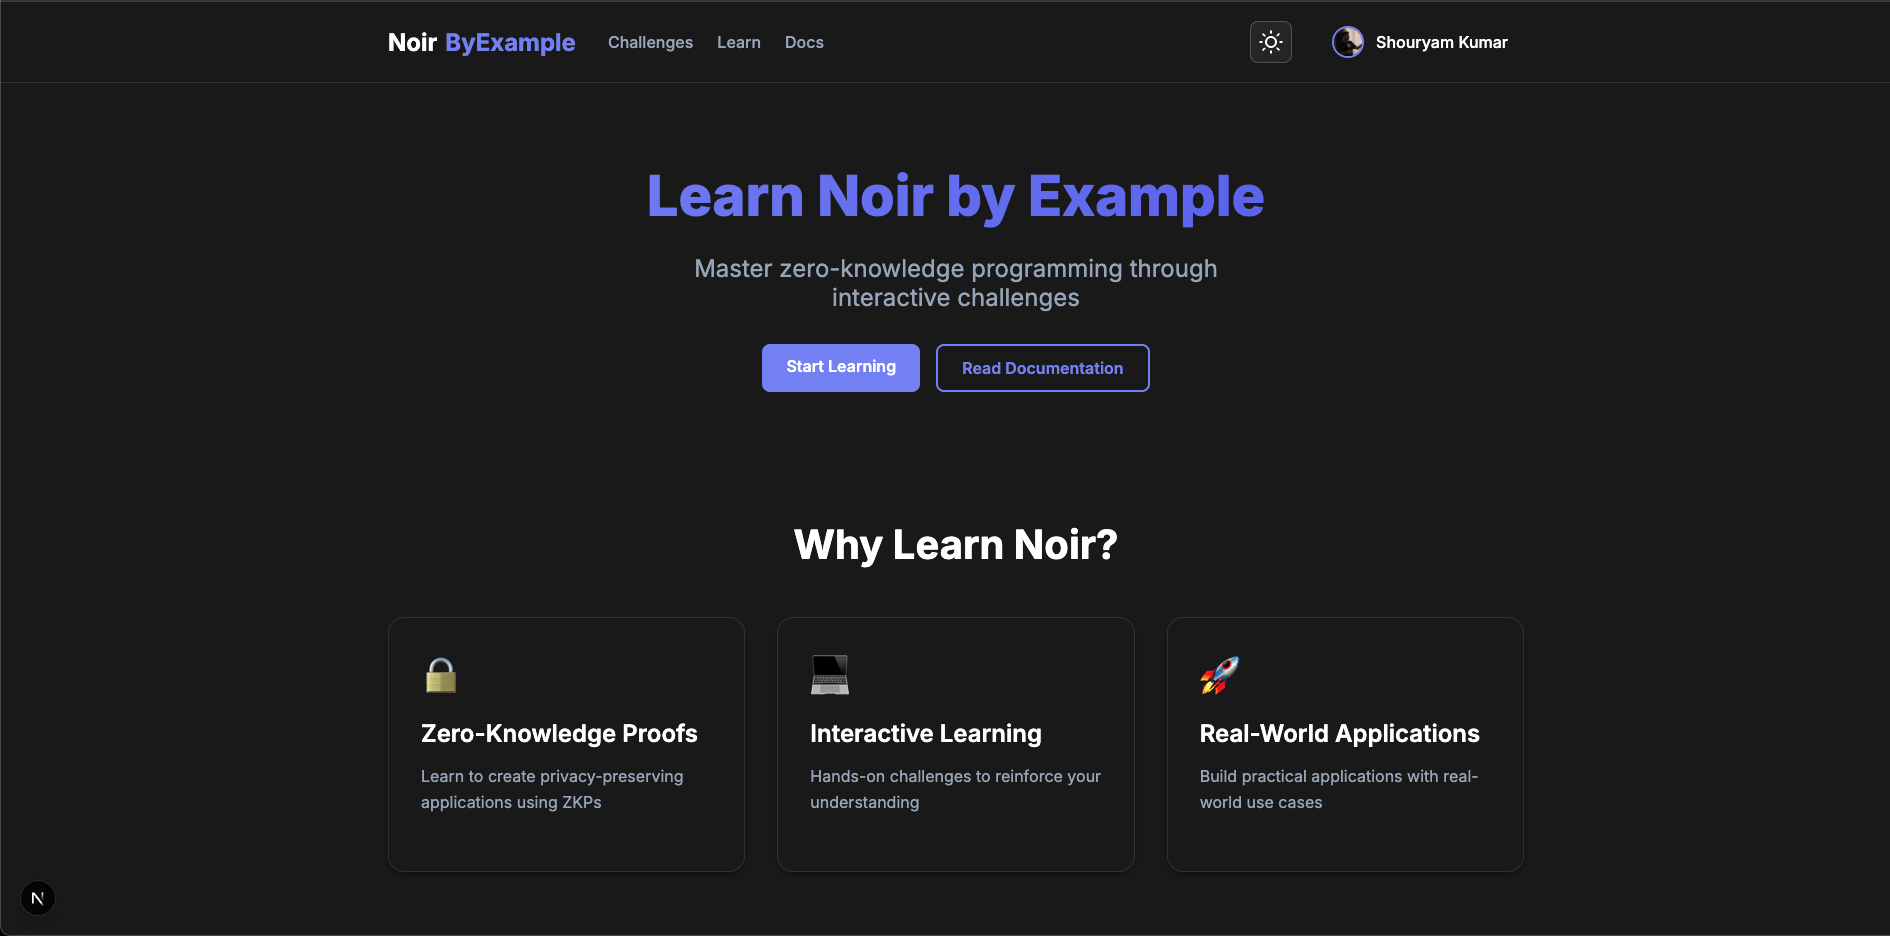 Noir ByExample
Challenges
Learn
Docs
Shouryam Kumar
Learn Noir by Example
Master zero-knowledge programming through
interactive challenges
Start Learning
Read Documentation
Why Learn Noir?
Zero-Knowledge Proofs
Learn to create privacy-preserving
applications using ZKPs
Interactive Learning
Hands-on challenges to reinforce your
understanding
Real-World Applications
Build practical applications with real-
world use cases
N